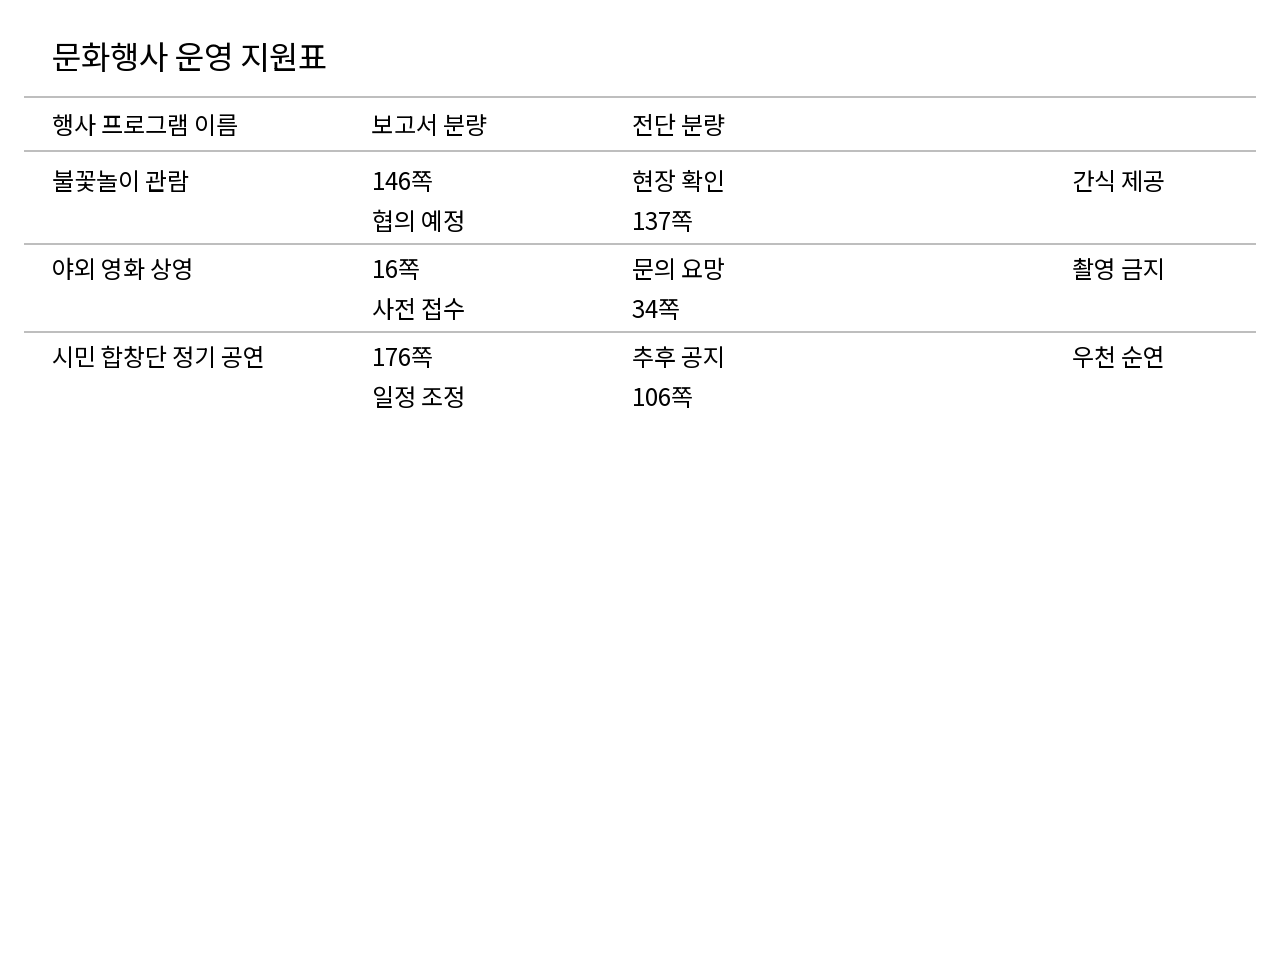 문화행사 운영 지원표
행사 프로그램 이름 보고서 분량 전단 분량
불꽃놀이 관람 146쪽 현장 확인 간식 제공
협의 예정 137쪽
야외 영화 상영 16쪽 문의 요망 촬영 금지
사전 접수 34쪽
시민 합창단 정기 공연 176쪽 추후 공지 우천 순연
일정 조정 106쪽